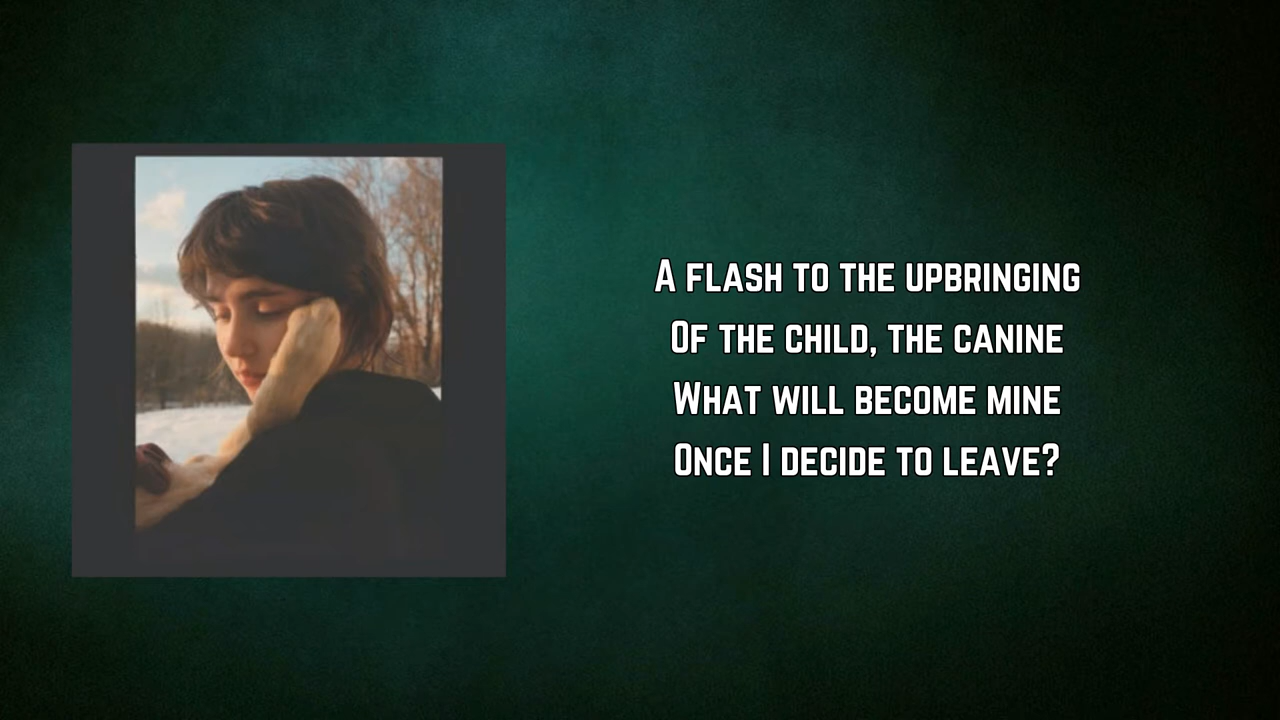 A FLASH TO THE UPBRINGING
OF THE CHILD, THE CANINE
WHAT WILL BECOME MINE
ONCE I DECIDE TO LEAVE?